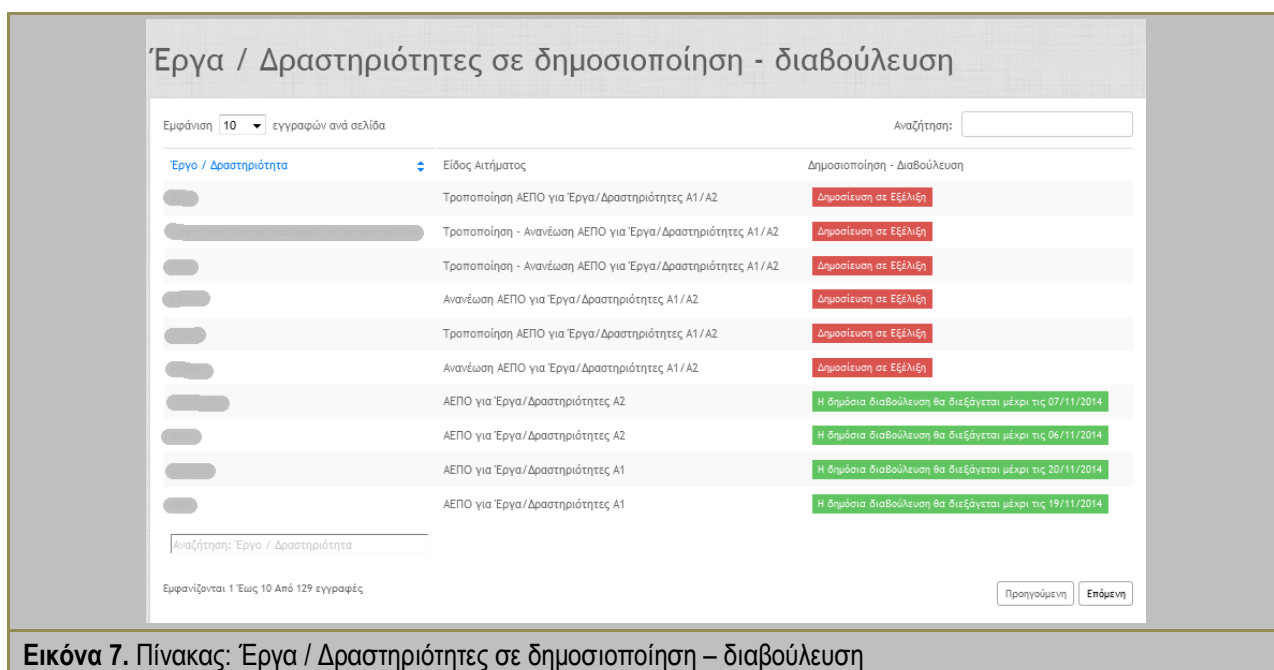 Έργα / Δραστηριότητες σε δημοσιοποίηση - διαβούλευση
Εμφάνιση 10 εγγραφών ανά σελίδα Αναζήτηση:
Έργο / Δραστηριότητα Είδος Αιτήματος Δημοσιοποίηση - Διαβούλευση
Τροποποίηση ΑΕΠΟ για Έργα/Δραστηριότητες Α1/Α2 Δημοσίευση σε Εξέλιξη
Τροποποίηση - Ανανέωση ΑΕΠΟ για Έργα/Δραστηριότητες Α1/Α2 Δημοσίευση σε Εξέλιξη
Τροποποίηση - Ανανέωση ΑΕΠΟ για Έργα/Δραστηριότητες Α1/Α2 Δημοσίευση σε Εξέλιξη
Ανανέωση ΑΕΠΟ για Έργα/Δραστηριότητες Α1/Α2 Δημοσίευση σε Εξέλιξη
Τροποποίηση ΑΕΠΟ για Έργα/Δραστηριότητες Α1/Α2 Δημοσίευση σε Εξέλιξη
Ανανέωση ΑΕΠΟ για Έργα/Δραστηριότητες Α1/Α2 Δημοσίευση σε Εξέλιξη
ΑΕΠΟ για Έργα/Δραστηριότητες Α2 Η δημόσια διαβούλευση θα διεξάγεται μέχρι τις 07/11/2014
ΑΕΠΟ για Έργα/Δραστηριότητες Α2 Η δημόσια διαβούλευση θα διεξάγεται μέχρι τις 06/11/2014
ΑΕΠΟ για Έργα/Δραστηριότητες Α1 Η δημόσια διαβούλευση θα διεξάγεται μέχρι τις 20/11/2014
ΑΕΠΟ για Έργα/Δραστηριότητες Α1 Η δημόσια διαβούλευση θα διεξάγεται μέχρι τις 19/11/2014
Αναζήτηση: Έργο / Δραστηριότητα
Εμφανίζονται 1 Έως 10 Από 129 εγγραφές Προηγούμενη Επόμενη
Εικόνα 7. Πίνακας: Έργα / Δραστηριότητες σε δημοσιοποίηση – διαβούλευση